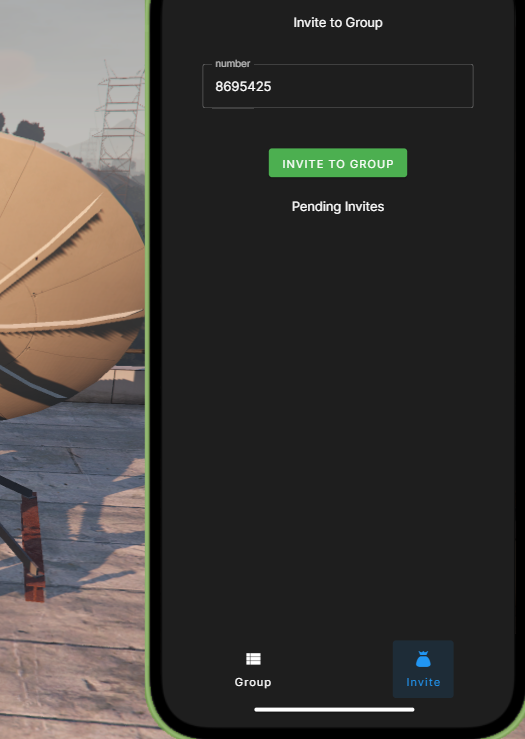 Invite to Group
number
8695425
INVITE TO GROUP
Pending Invites
Group
Invite